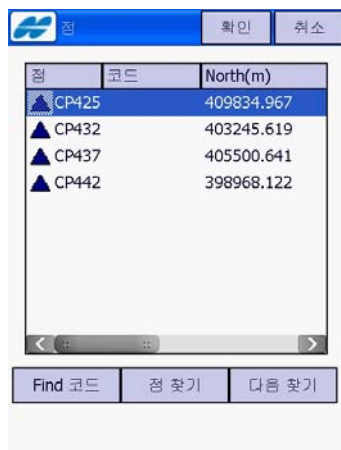 점 확인 취소
점 코드 North(m)
CP425 409834.967
CP432 403245.619
CP437 405500.641
CP442 398968.122
Find 코드 점 찾기 다음 찾기